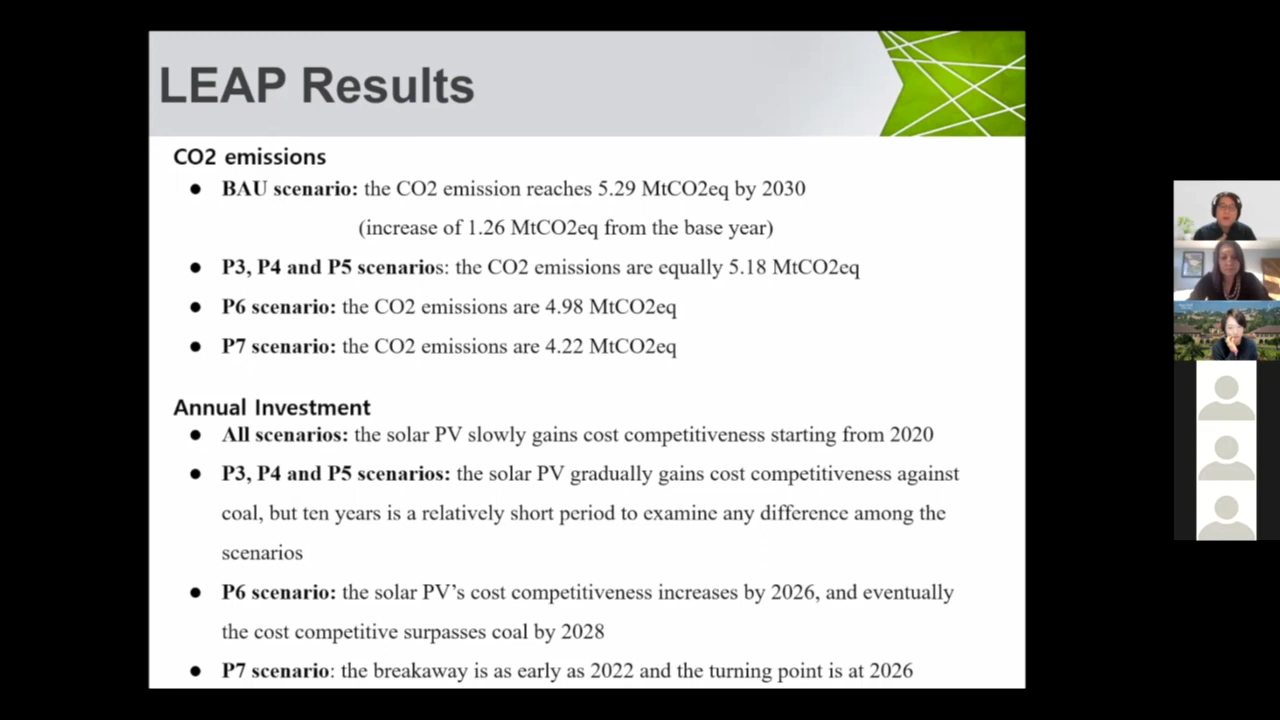 LEAP Results
CO2 emissions
● BAU scenario: the CO2 emission reaches 5.29 MtCO2eq by 2030
(increase of 1.26 MtCO2eq from the base year)
● P3, P4 and P5 scenarios: the CO2 emissions are equally 5.18 MtCO2eq
● P6 scenario: the CO2 emissions are 4.98 MtCO2eq
● P7 scenario: the CO2 emissions are 4.22 MtCO2eq
Annual Investment
● All scenarios: the solar PV slowly gains cost competitiveness starting from 2020
● P3, P4 and P5 scenarios: the solar PV gradually gains cost competitiveness against
coal, but ten years is a relatively short period to examine any difference among the
scenarios
● P6 scenario: the solar PV’s cost competitiveness increases by 2026, and eventually
the cost competitive surpasses coal by 2028
● P7 scenario: the breakaway is as early as 2022 and the turning point is at 2026